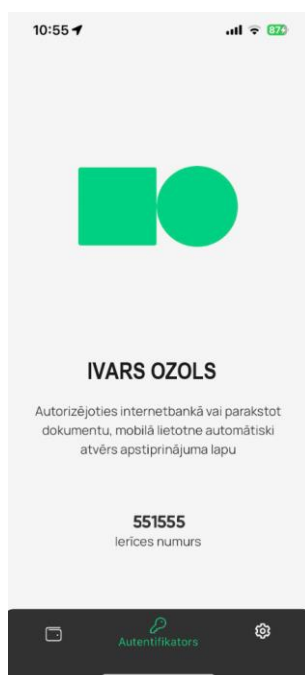 10:55
87
IVARS OZOLS
Autorizējoties internetbankā vai parakstot
dokumentu, mobilā lietotne automātiski
atvērs apstiprinājuma lapu
551555
Ierīces numurs
Autentifikators